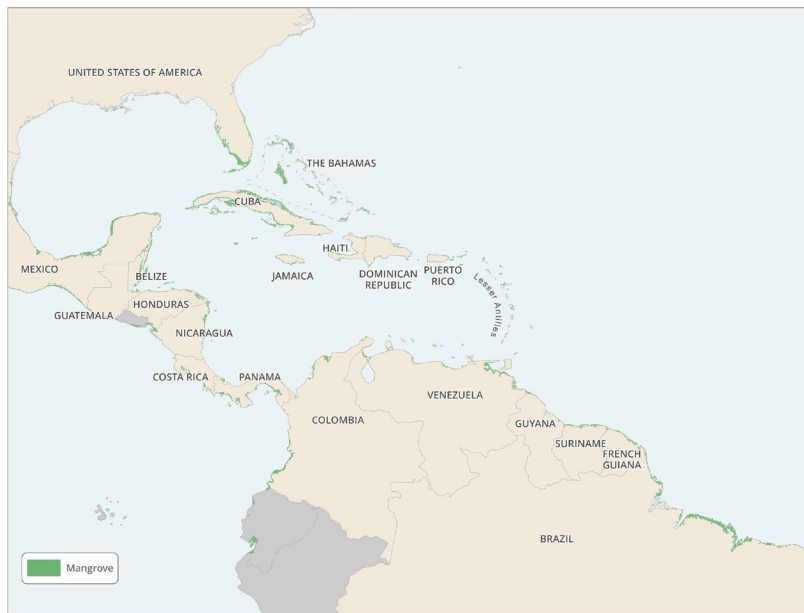 UNITED STATES OF AMERICA
THE BAHAMAS
CUBA
MEXICO
BELIZE
HAITI
JAMAICA
DOMINICAN
REPUBLIC
PUERTO
RICO
Lesser Antilles
GUATEMALA
HONDURAS
NICARAGUA
COSTA RICA
PANAMA
COLOMBIA
VENEZUELA
GUYANA
SURINAME
FRENCH
GUIANA
BRAZIL
Mangrove